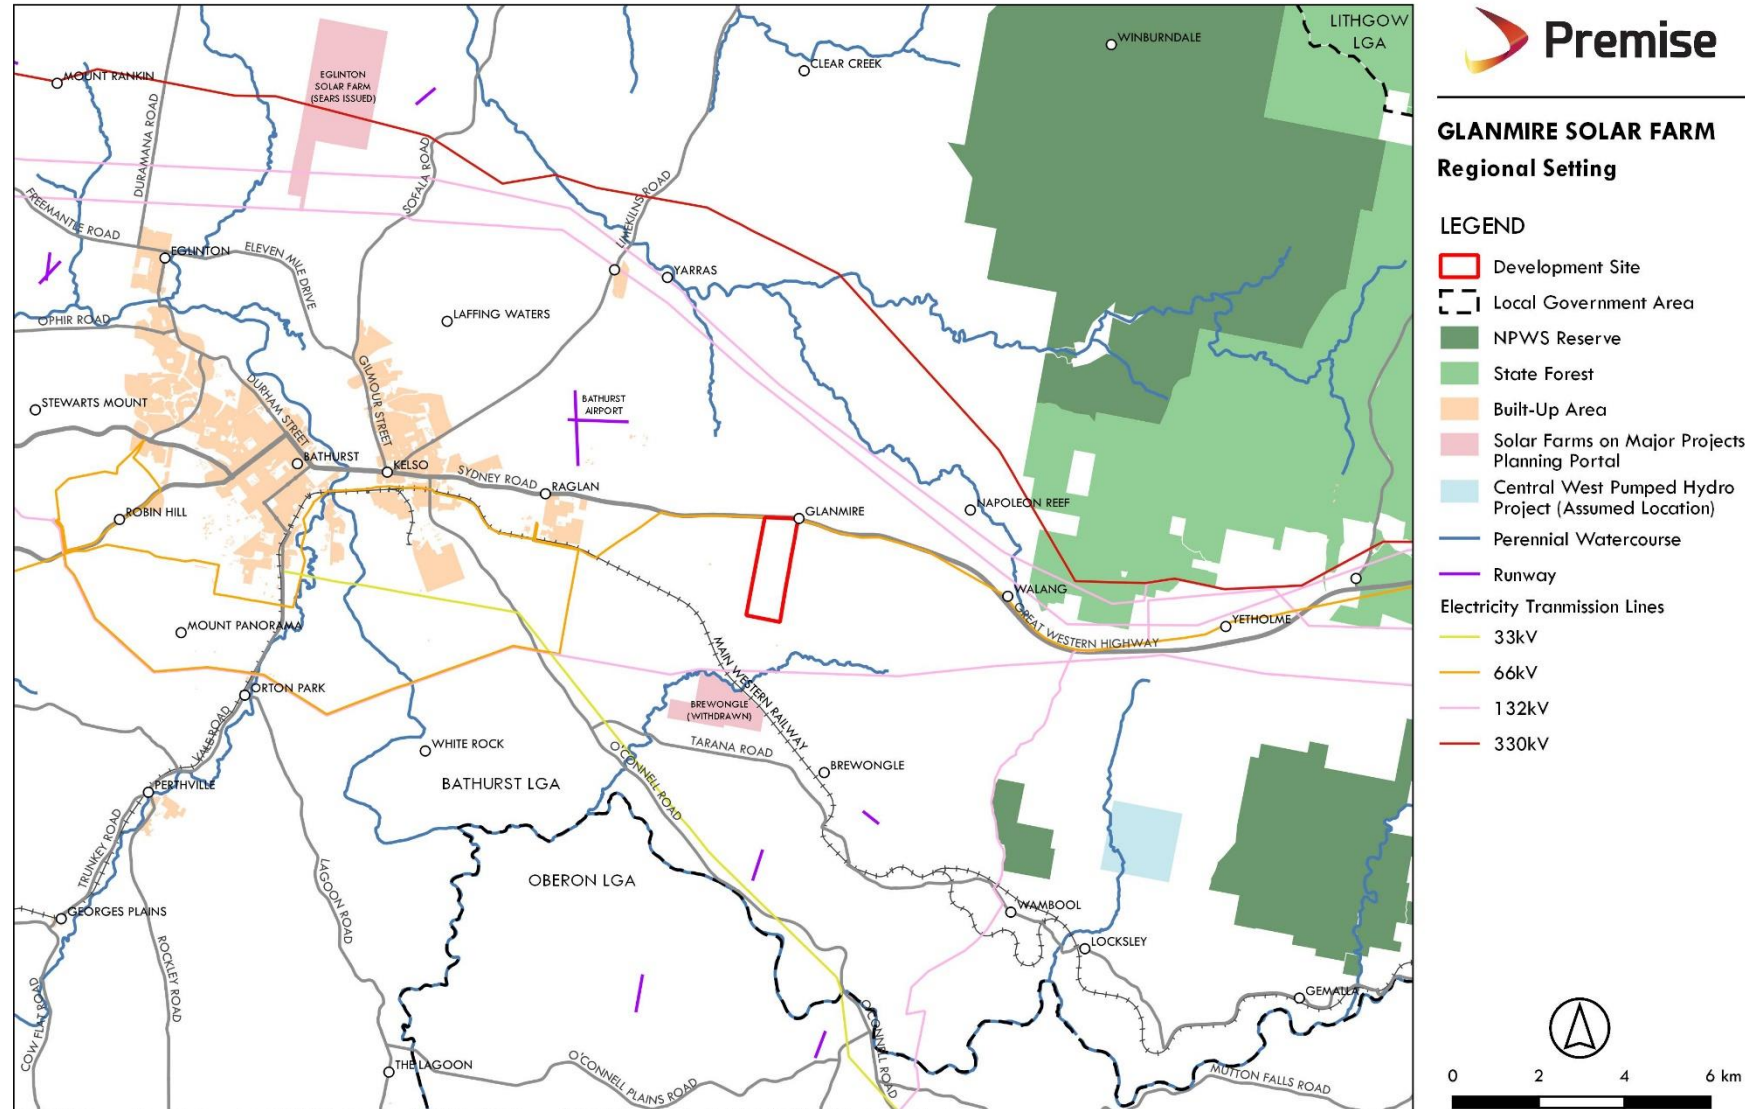 LITHGOW
LGA
WINBURNDALE
CLEAR CREEK
MOUNT RANKIN
EGLINTON
SOLAR FARM
(SEARS ISSUED)
DURAMANA ROAD
SOFALA ROAD
LIMEKILNS ROAD
FREEMANTLE ROAD
EGLINTON
ELEVEN MILE DRIVE
YARRAS
OPHIR ROAD
LAFFING WATERS
GILMOUR STREET
DURHAM STREET
STEWARTS MOUNT
BATHURST
AIRPORT
BATHURST
KELSO
SYDNEY ROAD
RAGLAN
ROBIN HILL
GLANMIRE
NAPOLEON REEF
WALANG
GREAT WESTERN HIGHWAY
YETHOLME
MOUNT PANORAMA
MAIN WESTERN RAILWAY
ORTON PARK
BREWONGLE
(WITHDRAWN)
VALE ROAD
WHITE ROCK
TARANA ROAD
O'CONNELL ROAD
BREWONGLE
BATHURST LGA
PERTHVILLE
TRUNKEY ROAD
LAGOON ROAD
OBERON LGA
GEORGES PLAINS
ROCKLEY ROAD
WAMBOOL
LOCKSLEY
COW FLAT ROAD
GEMALLA
O'CONNELL ROAD
THE LAGOON
O'CONNELL PLAINS ROAD
MUTTON FALLS ROAD
Premise
GLANMIRE SOLAR FARM
Regional Setting
LEGEND
Development Site
Local Government Area
NPWS Reserve
State Forest
Built-Up Area
Solar Farms on Major Projects
Planning Portal
Central West Pumped Hydro
Project (Assumed Location)
Perennial Watercourse
Runway
Electricity Tranmission Lines
33kV
66kV
132kV
330kV
0 2 4 6 km